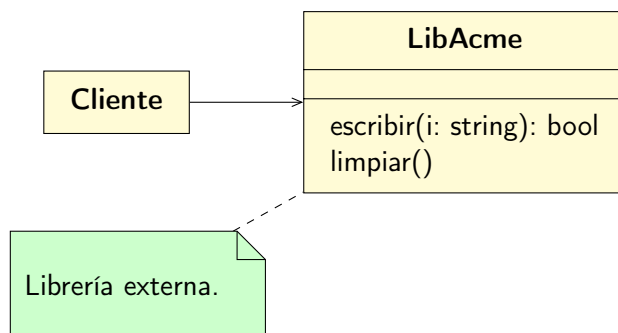 LibAcme
Cliente
escribir(i: string): bool
limpiar()
Librería externa.